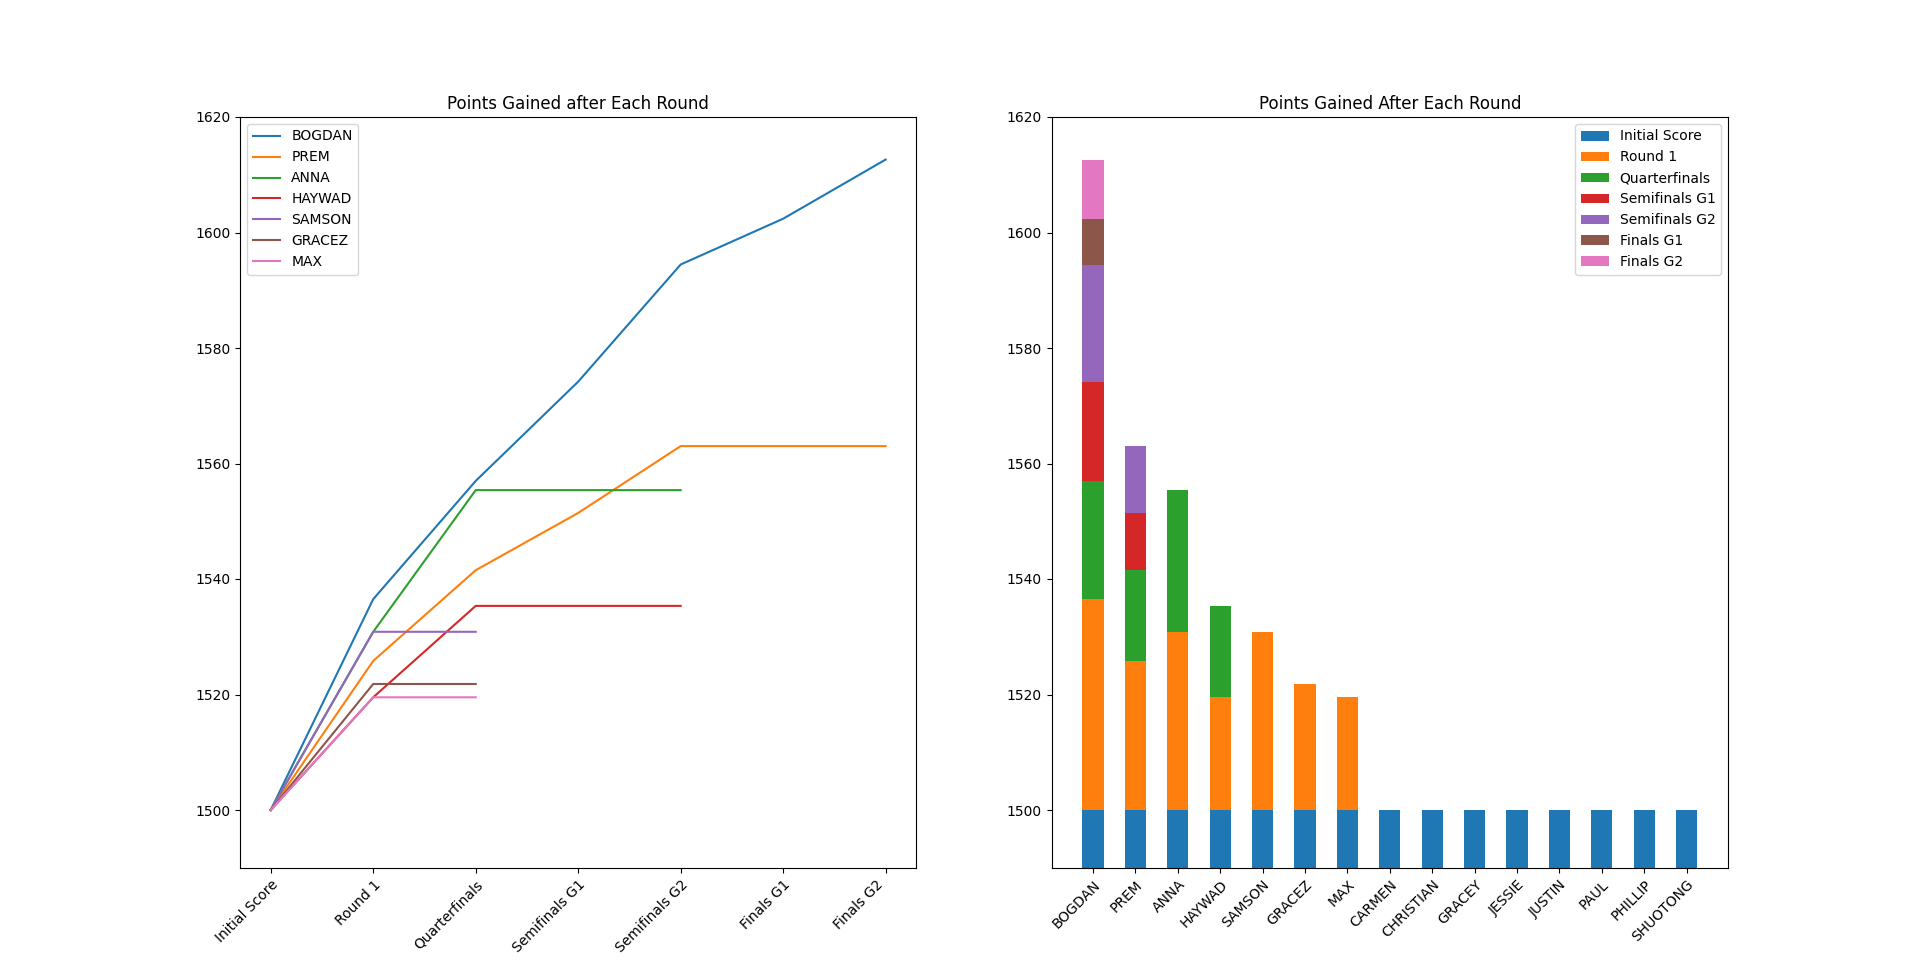 Points Gained after Each Round
1620
1600
1580
1560
1540
1520
1500
BOGDAN
PREM
ANNA
HAYWAD
SAMSON
GRACEZ
MAX
Initial Score
Round 1
Quarterfinals
Semifinals G1
Semifinals G2
Finals G1
Finals G2
Points Gained After Each Round
1620
1600
1580
1560
1540
1520
1500
Initial Score
Round 1
Quarterfinals
Semifinals G1
Semifinals G2
Finals G1
Finals G2
BOGDAN
PREM
ANNA
HAYWAD
SAMSON
GRACEZ
MAX
CARMEN
CHRISTIAN
GRACEY
JESSIE
JUSTIN
PAUL
PHILLIP
SHUOTONG